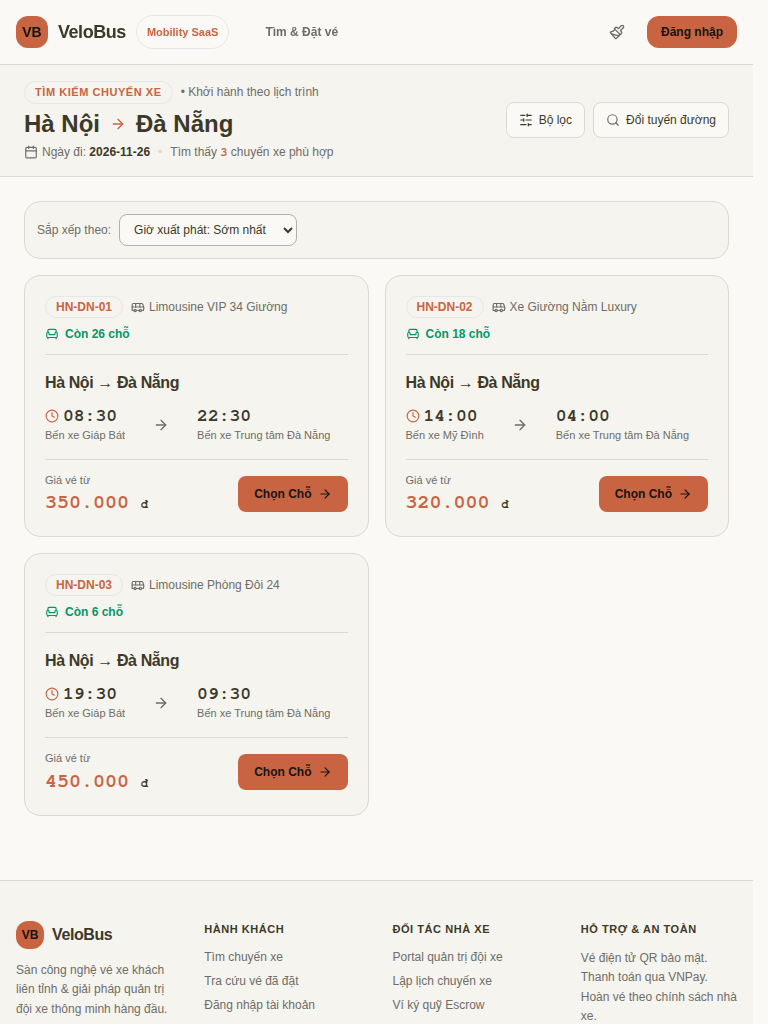 VB VeloBus Mobility SaaS Tìm & Đặt vé Đăng nhập
TÌM KIẾM CHUYẾN XE • Khởi hành theo lịch trình
Hà Nội → Đà Nẵng
Bộ lọc Đổi tuyến đường
Ngày đi: 2026-11-26 • Tìm thấy 3 chuyến xe phù hợp
Sắp xếp theo: Giờ xuất phát: Sớm nhất
HN-DN-01 Limousine VIP 34 Giường
Còn 26 chỗ
Hà Nội → Đà Nẵng
08:30 → 22:30
Bến xe Giáp Bát Bến xe Trung tâm Đà Nẵng
Giá vé từ
350.000 đ
Chọn Chỗ →
HN-DN-02 Xe Giường Nằm Luxury
Còn 18 chỗ
Hà Nội → Đà Nẵng
14:00 → 04:00
Bến xe Mỹ Đình Bến xe Trung tâm Đà Nẵng
Giá vé từ
320.000 đ
Chọn Chỗ →
HN-DN-03 Limousine Phòng Đôi 24
Còn 6 chỗ
Hà Nội → Đà Nẵng
19:30 → 09:30
Bến xe Giáp Bát Bến xe Trung tâm Đà Nẵng
Giá vé từ
450.000 đ
Chọn Chỗ →
VB VeloBus
Sàn công nghệ vé xe khách
liên tỉnh & giải pháp quản trị
đội xe thông minh hàng đầu.
HÀNH KHÁCH
Tìm chuyến xe
Tra cứu vé đã đặt
Đăng nhập tài khoản
ĐỐI TÁC NHÀ XE
Portal quản trị đội xe
Lập lịch chuyến xe
Ví ký quỹ Escrow
HỖ TRỢ & AN TOÀN
Vé điện tử QR bảo mật.
Thanh toán qua VNPay.
Hoàn vé theo chính sách nhà
xe.